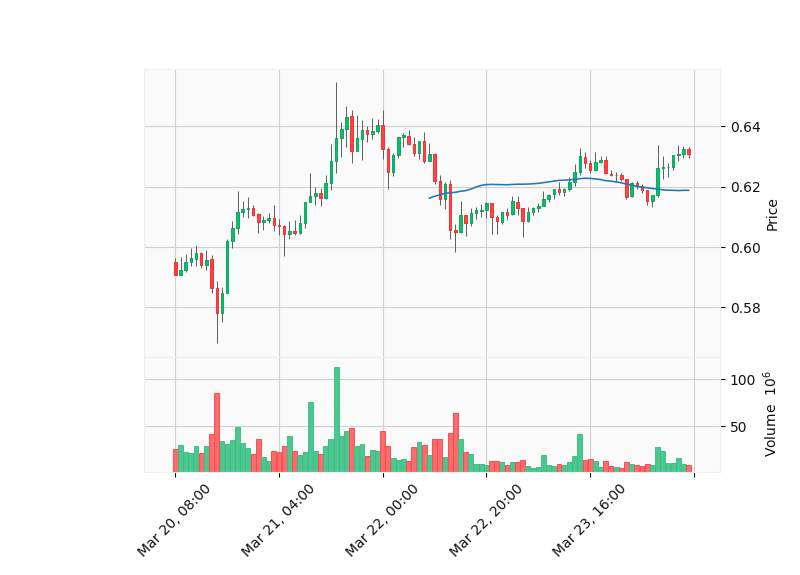 0.64
0.62
0.60
0.58
Price
100
50
Volume 10^6
Mar 20, 08:00
Mar 21, 04:00
Mar 22, 00:00
Mar 22, 20:00
Mar 23, 16:00